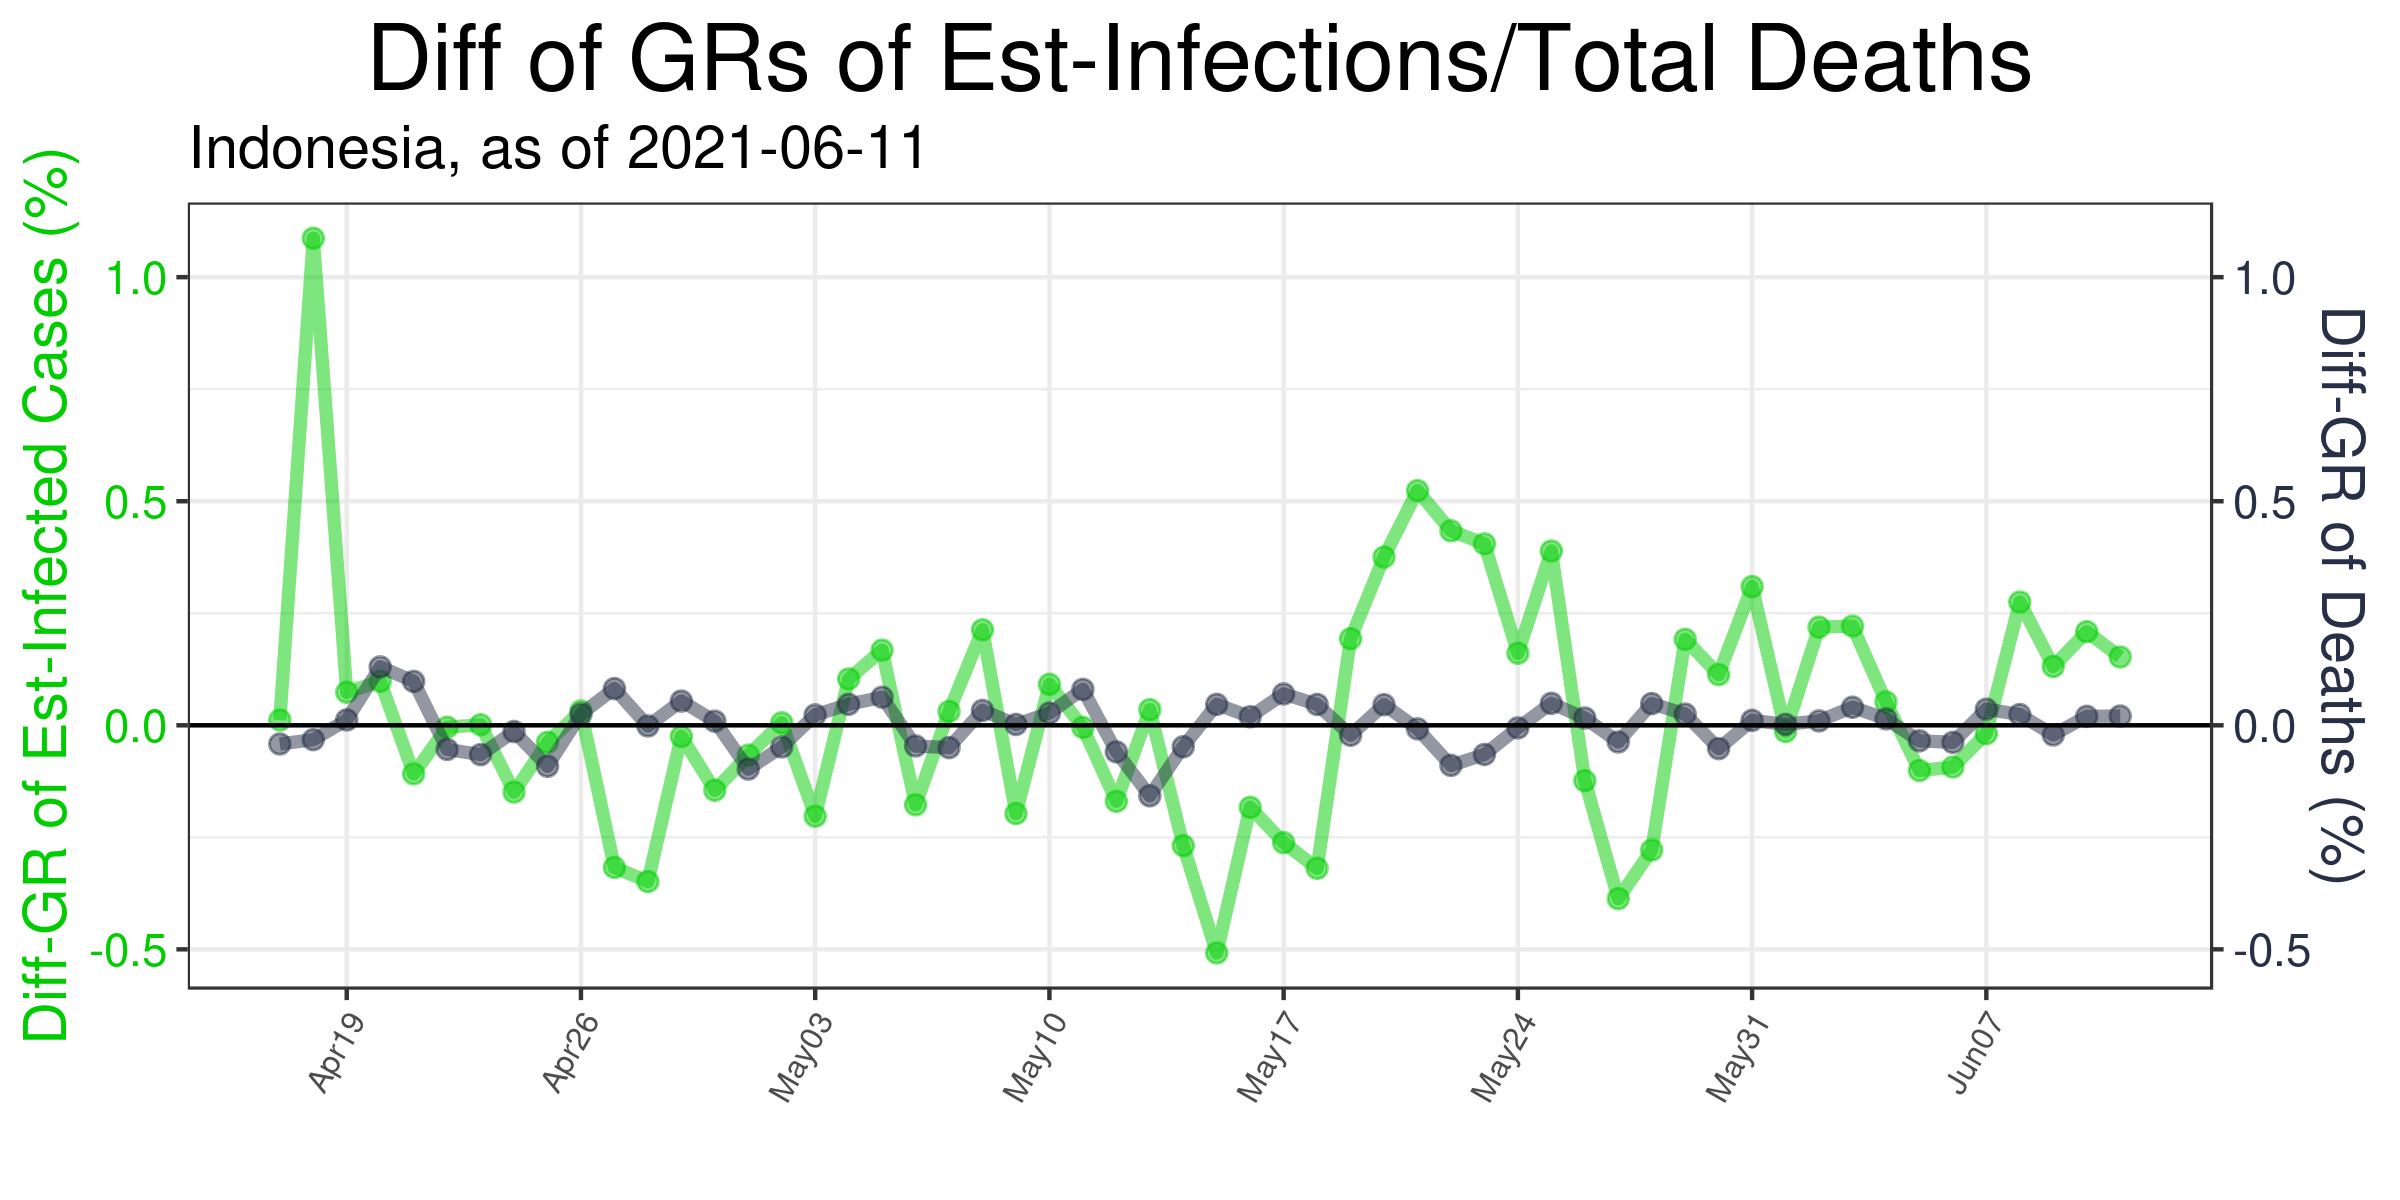 Diff of GRs of Est-Infections/Total Deaths
Indonesia, as of 2021-06-11
Diff-GR of Est-Infected Cases (%)
1.0
0.5
0.0
-0.5
1.0
0.5
0.0
-0.5
Diff-GR of Deaths (%)
Apr19
Apr26
May03
May10
May17
May24
May31
Jun07